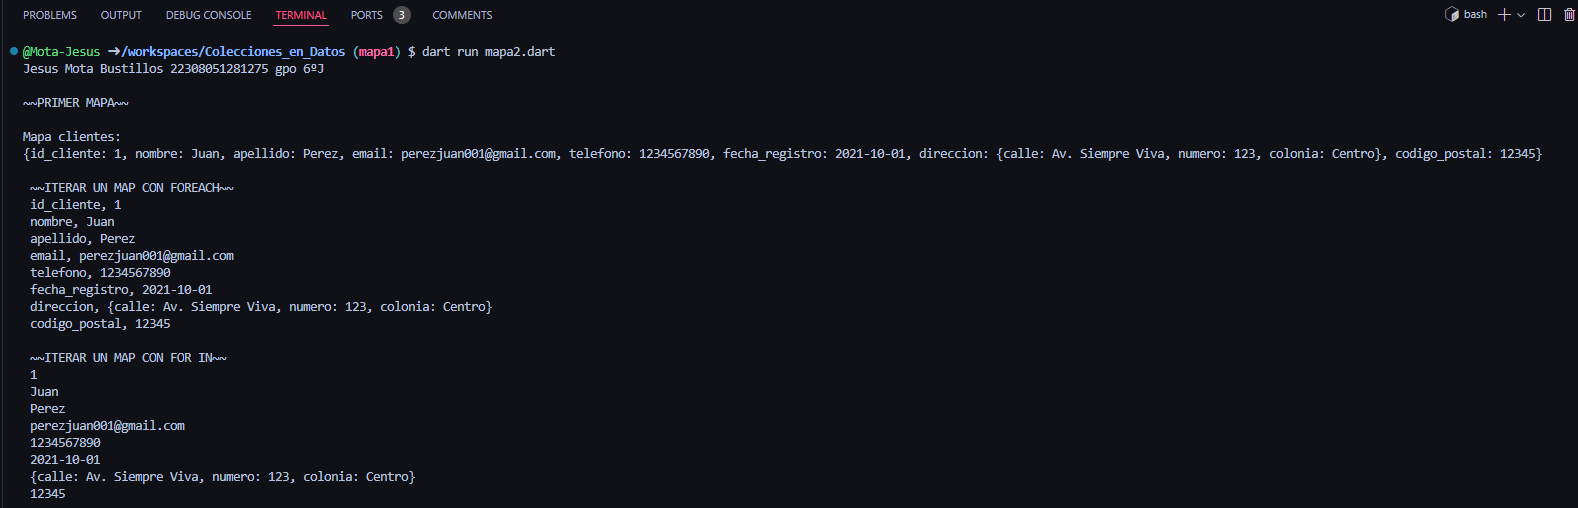 PROBLEMS OUTPUT DEBUG CONSOLE TERMINAL PORTS 3 COMMENTS bash
@Mota-Jesus ➜/workspaces/Colecciones_en_Datos (mapa1) $ dart run mapa2.dart
Jesus Mota Bustillos 22308051281275 gpo 6ºJ
~~PRIMER MAPA~~
Mapa clientes:
{id_cliente: 1, nombre: Juan, apellido: Perez, email: perezjuan001@gmail.com, telefono: 1234567890, fecha_registro: 2021-10-01, direccion: {calle: Av. Siempre Viva, numero: 123, colonia: Centro}, codigo_postal: 12345}
~~ITERAR UN MAP CON FOREACH~~
id_cliente, 1
nombre, Juan
apellido, Perez
email, perezjuan001@gmail.com
telefono, 1234567890
fecha_registro, 2021-10-01
direccion, {calle: Av. Siempre Viva, numero: 123, colonia: Centro}
codigo_postal, 12345
~~ITERAR UN MAP CON FOR IN~~
1
Juan
Perez
perezjuan001@gmail.com
1234567890
2021-10-01
{calle: Av. Siempre Viva, numero: 123, colonia: Centro}
12345